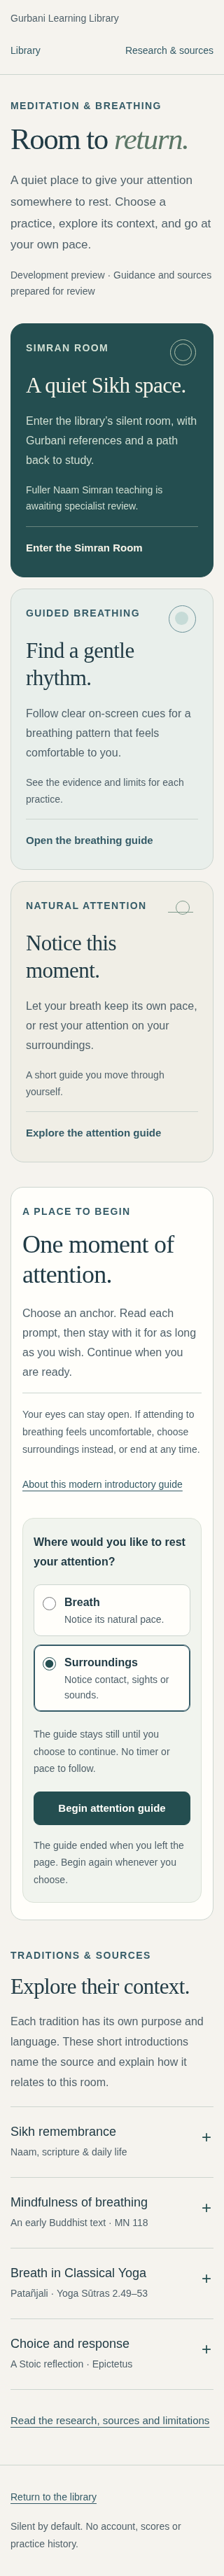 Gurbani Learning Library
Library
Research & sources
MEDITATION & BREATHING
Room to return.
A quiet place to give your attention
somewhere to rest. Choose a
practice, explore its context, and go at
your own pace.
Development preview · Guidance and sources
prepared for review
SIMRAN ROOM
A quiet Sikh space.
Enter the library's silent room, with
Gurbani references and a path
back to study.
Fuller Naam Simran teaching is
awaiting specialist review.
Enter the Simran Room
GUIDED BREATHING
Find a gentle
rhythm.
Follow clear on-screen cues for a
breathing pattern that feels
comfortable to you.
See the evidence and limits for each
practice.
Open the breathing guide
NATURAL ATTENTION
Notice this
moment.
Let your breath keep its own pace,
or rest your attention on your
surroundings.
A short guide you move through
yourself.
Explore the attention guide
A PLACE TO BEGIN
One moment of
attention.
Choose an anchor. Read each
prompt, then stay with it for as long
as you wish. Continue when you
are ready.
Your eyes can stay open. If attending to
breathing feels uncomfortable, choose
surroundings instead, or end at any time.
About this modern introductory guide
Where would you like to rest
your attention?
Breath
Notice its natural pace.
Surroundings
Notice contact, sights or
sounds.
The guide stays still until you
choose to continue. No timer or
pace to follow.
Begin attention guide
The guide ended when you left the
page. Begin again whenever you
choose.
TRADITIONS & SOURCES
Explore their context.
Each tradition has its own purpose and
language. These short introductions
name the source and explain how it
relates to this room.
Sikh remembrance
Naam, scripture & daily life
+
Mindfulness of breathing
An early Buddhist text · MN 118
+
Breath in Classical Yoga
Patañjali · Yoga Sūtras 2.49–53
+
Choice and response
A Stoic reflection · Epictetus
+
Read the research, sources and limitations
Return to the library
Silent by default. No account, scores or
practice history.